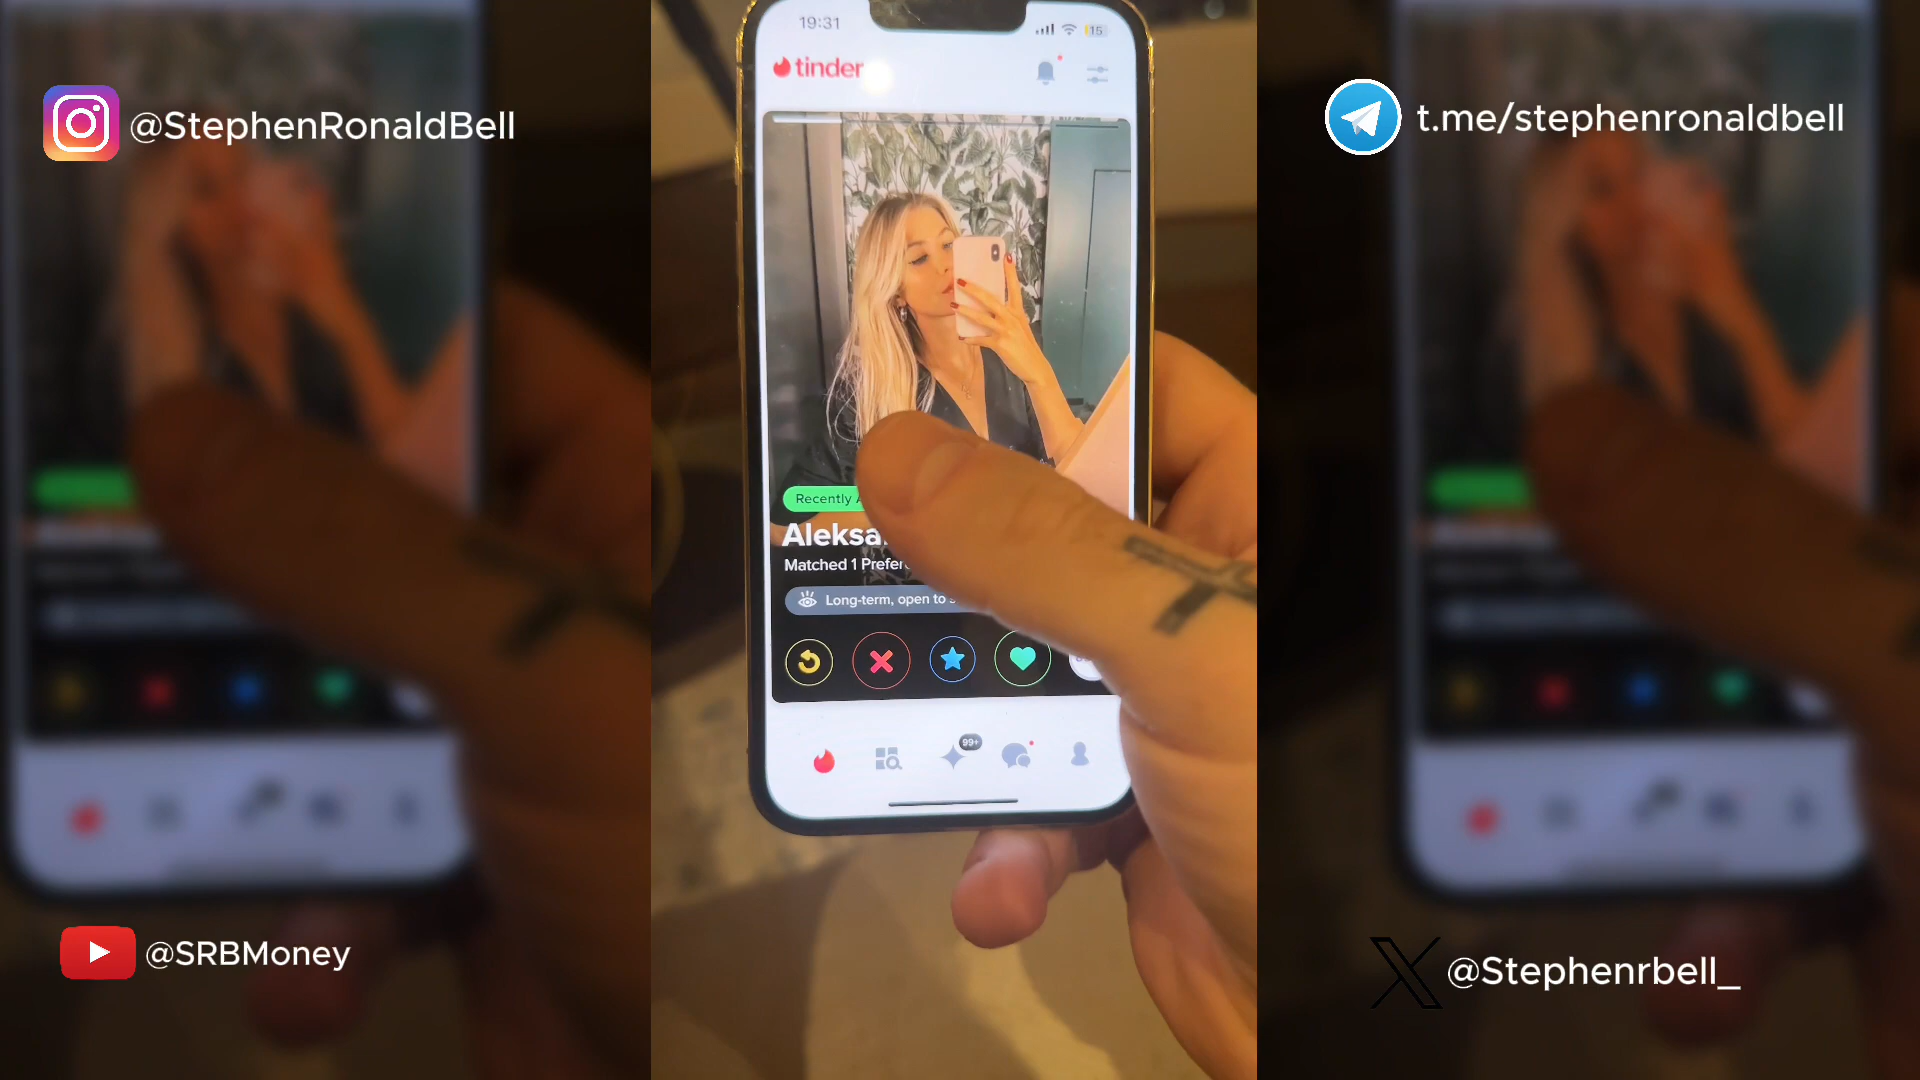 @StephenRonaldBell
t.me/stephenronaldbell
19:31
15
tinder
Recently
Aleksa
Matched 1 Prefer
Long-term, open to
99+
@SRBMoney
@Stephenrbell_